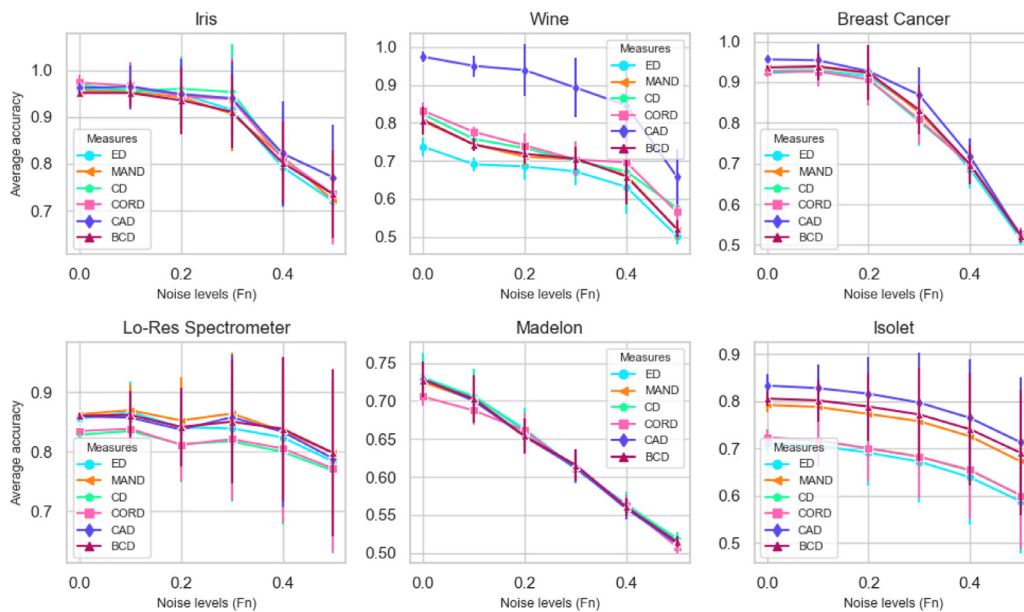 Iris
Average accuracy
1.0
0.9
0.8
0.7
Measures
ED
MAND
CD
CORD
CAD
BCD
0.0 0.2 0.4
Noise levels (Fn)
Wine
1.0
0.9
0.8
0.7
0.6
0.5
Measures
ED
MAND
CD
CORD
CAD
BCD
0.0 0.2 0.4
Noise levels (Fn)
Breast Cancer
1.0
0.9
0.8
0.7
0.6
0.5
Measures
ED
MAND
CD
CORD
CAD
BCD
0.0 0.2 0.4
Noise levels (Fn)
Lo-Res Spectrometer
Average accuracy
0.9
0.8
0.7
Measures
ED
MAND
CD
CORD
CAD
BCD
0.0 0.2 0.4
Noise levels (Fn)
Madelon
0.75
0.70
0.65
0.60
0.55
0.50
Measures
ED
MAND
CD
CORD
CAD
BCD
0.0 0.2 0.4
Noise levels (Fn)
Isolet
0.9
0.8
0.7
0.6
0.5
Measures
ED
MAND
CD
CORD
CAD
BCD
0.0 0.2 0.4
Noise levels (Fn)